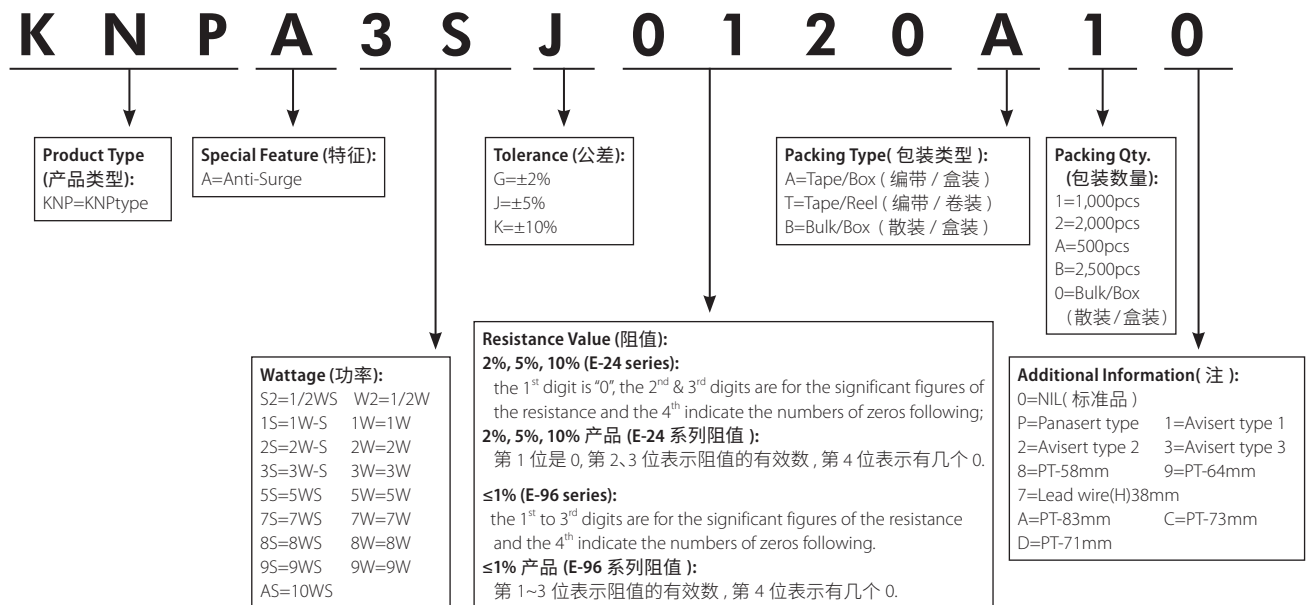 K N P A 3 S J 0 1 2 0 A 1 0
Product Type
(产品类型):
KNP=KNPtype
Special Feature (特征):
A=Anti-Surge
Tolerance (公差):
G=±2%
J=±5%
K=±10%
Packing Type( 包装类型 ):
A=Tape/Box ( 编带 / 盒装 )
T=Tape/Reel ( 编带 / 卷装 )
B=Bulk/Box ( 散装 / 盒装 )
Packing Qty.
(包装数量):
1=1,000pcs
2=2,000pcs
A=500pcs
B=2,500pcs
0=Bulk/Box
(散装/盒装)
Wattage (功率):
S2=1/2WS W2=1/2W
1S=1W-S 1W=1W
2S=2W-S 2W=2W
3S=3W-S 3W=3W
5S=5WS 5W=5W
7S=7WS 7W=7W
8S=8WS 8W=8W
9S=9WS 9W=9W
AS=10WS
Resistance Value (阻值):
2%, 5%, 10% (E-24 series):
the 1st digit is “0”, the 2nd & 3rd digits are for the significant figures of
the resistance and the 4th indicate the numbers of zeros following;
2%, 5%, 10% 产品 (E-24 系列阻值 ):
第 1 位是 0, 第 2、3 位表示阻值的有效数 , 第 4 位表示有几个 0.
≤1% (E-96 series):
the 1st to 3rd digits are for the significant figures of the resistance
and the 4th indicate the numbers of zeros following.
≤1% 产品 (E-96 系列阻值 ):
第 1~3 位表示阻值的有效数 , 第 4 位表示有几个 0.
Additional Information( 注 ):
0=NIL( 标准品 )
P=Panasert type 1=Avisert type 1
2=Avisert type 2 3=Avisert type 3
8=PT-58mm 9=PT-64mm
7=Lead wire(H)38mm
A=PT-83mm C=PT-73mm
D=PT-71mm